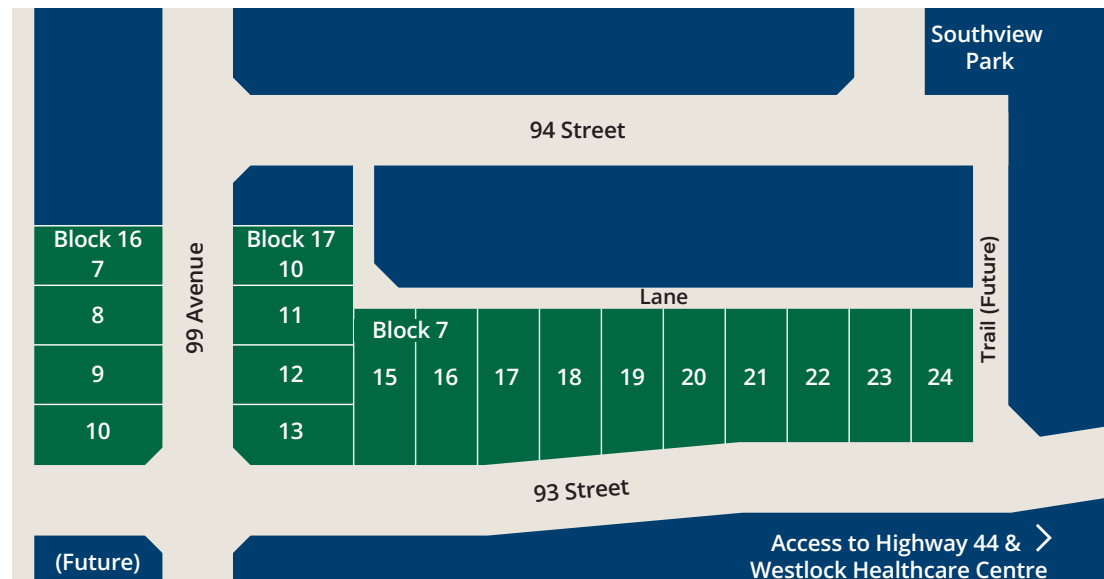 Southview
Park
94 Street
Block 16
7
8
9
10
99 Avenue
Block 17
10
11
12
13
Lane
Trail (Future)
Block 7
15 16 17 18 19 20 21 22 23 24
93 Street
(Future)
Access to Highway 44 &
Westlock Healthcare Centre